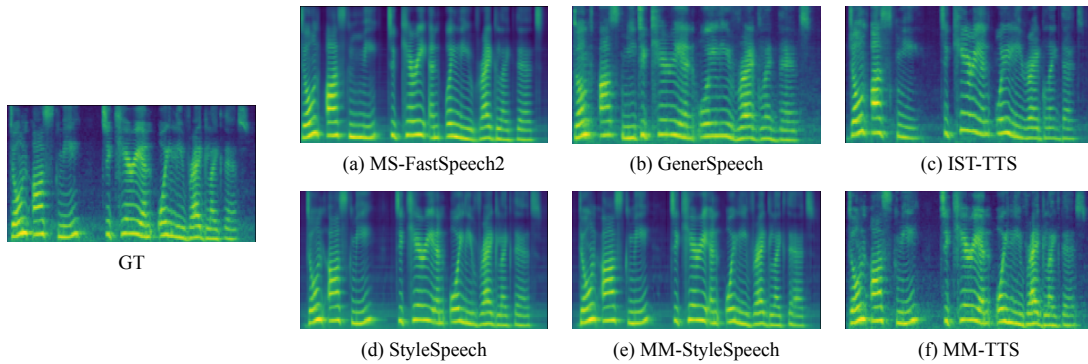 (a) MS-FastSpeech2
(b) GenerSpeech
(c) IST-TTS
GT
(d) StyleSpeech
(e) MM-StyleSpeech
(f) MM-TTS